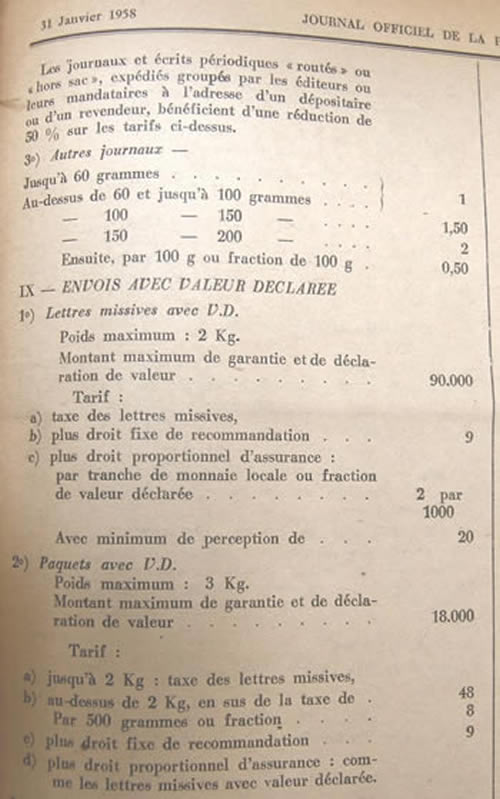 31 Janvier 1958
JOURNAL OFFICIEL DE LA
Les journaux et écrits périodiques « routés » ou
« hors sac », expédiés groupés par les éditeurs ou
leurs mandataires à l'adresse d'un dépositaire
ou d'un revendeur, bénéficient d'une réduction de
50 % sur les tarifs ci-dessus.
3º) Autres journaux —
Jusqu'à 60 grammes . . . . . . . . .
Au-dessus de 60 et jusqu'à 100 grammes . . . . 1
— 100 — 150 — . . . . 1,50
— 150 — 200 — . . . . 2
Ensuite, par 100 g ou fraction de 100 g . 0,50
IX — ENVOIS AVEC VALEUR DECLAREE
1º) Lettres missives avec V.D.
Poids maximum : 2 Kg.
Montant maximum de garantie et de décla-
ration de valeur . . . . . . . . . 90.000
Tarif :
a) taxe des lettres missives,
b) plus droit fixe de recommandation . . . 9
c) plus droit proportionnel d'assurance :
par tranche de monnaie locale ou fraction
de valeur déclarée . . . . . . . . 2 par
1000
Avec minimum de perception de . . . 20
2º) Paquets avec V.D.
Poids maximum : 3 Kg.
Montant maximum de garantie et de décla-
ration de valeur . . . . . . . . . 18.000
Tarif :
a) jusqu'à 2 Kg : taxe des lettres missives,
b) au-dessus de 2 Kg, en sus de la taxe de . 48
Par 500 grammes ou fraction . . . . 8
c) plus droit fixe de recommandation . . . 9
d) plus droit proportionnel d'assurance : com-
me les lettres missives avec valeur déclarée.